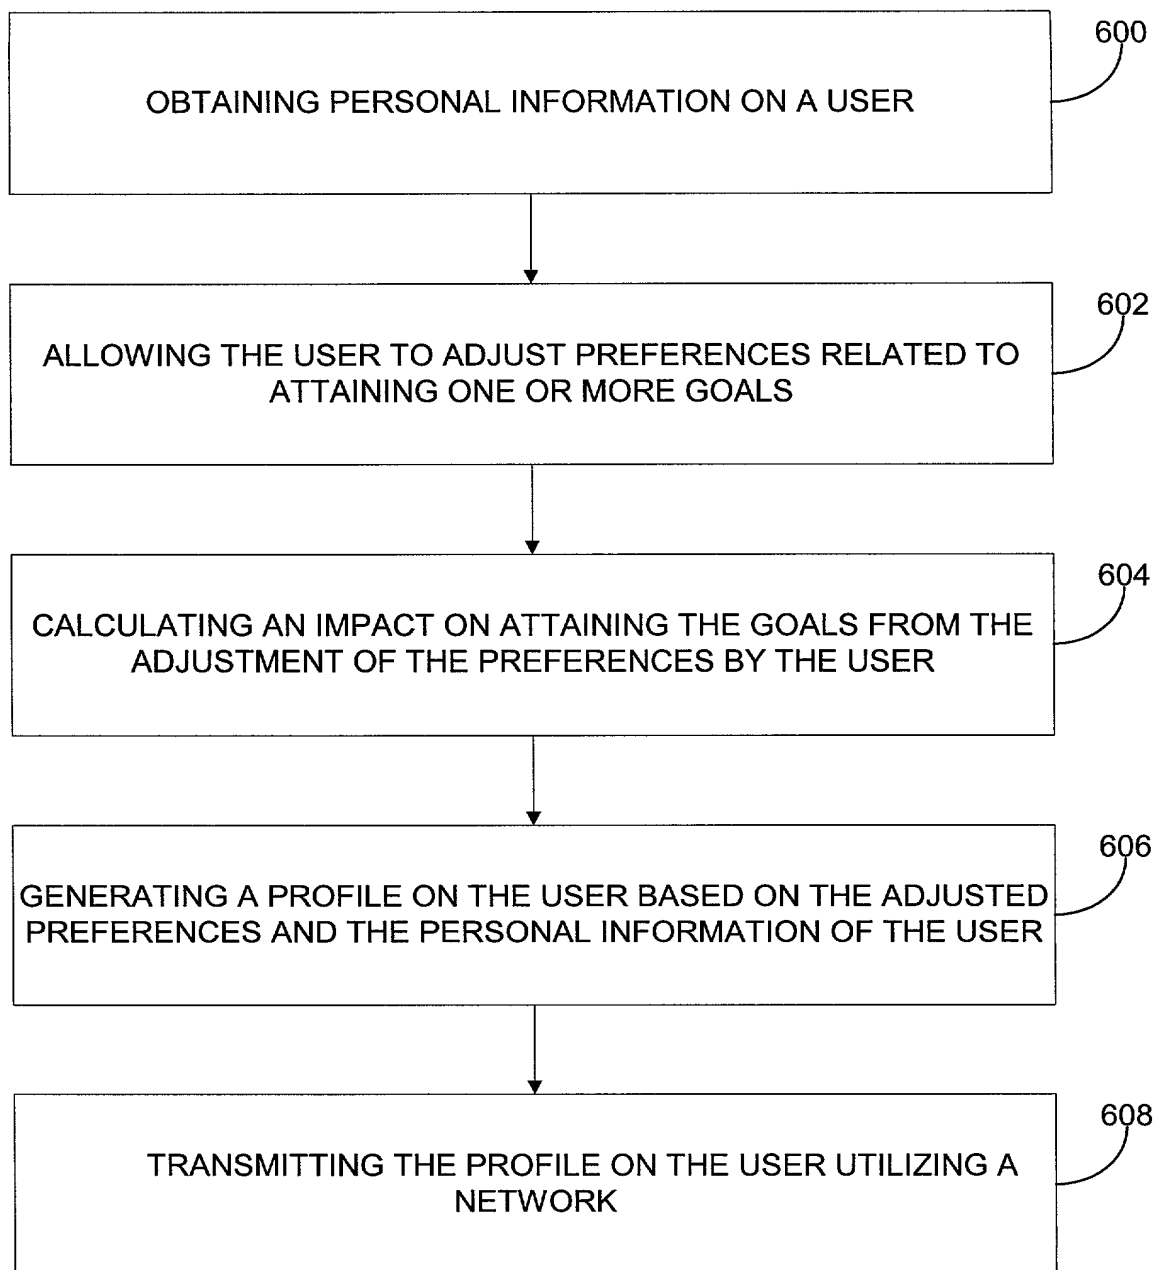 600
OBTAINING PERSONAL INFORMATION ON A USER
602
ALLOWING THE USER TO ADJUST PREFERENCES RELATED TO
ATTAINING ONE OR MORE GOALS
604
CALCULATING AN IMPACT ON ATTAINING THE GOALS FROM THE
ADJUSTMENT OF THE PREFERENCES BY THE USER
606
GENERATING A PROFILE ON THE USER BASED ON THE ADJUSTED
PREFERENCES AND THE PERSONAL INFORMATION OF THE USER
608
TRANSMITTING THE PROFILE ON THE USER UTILIZING A
NETWORK